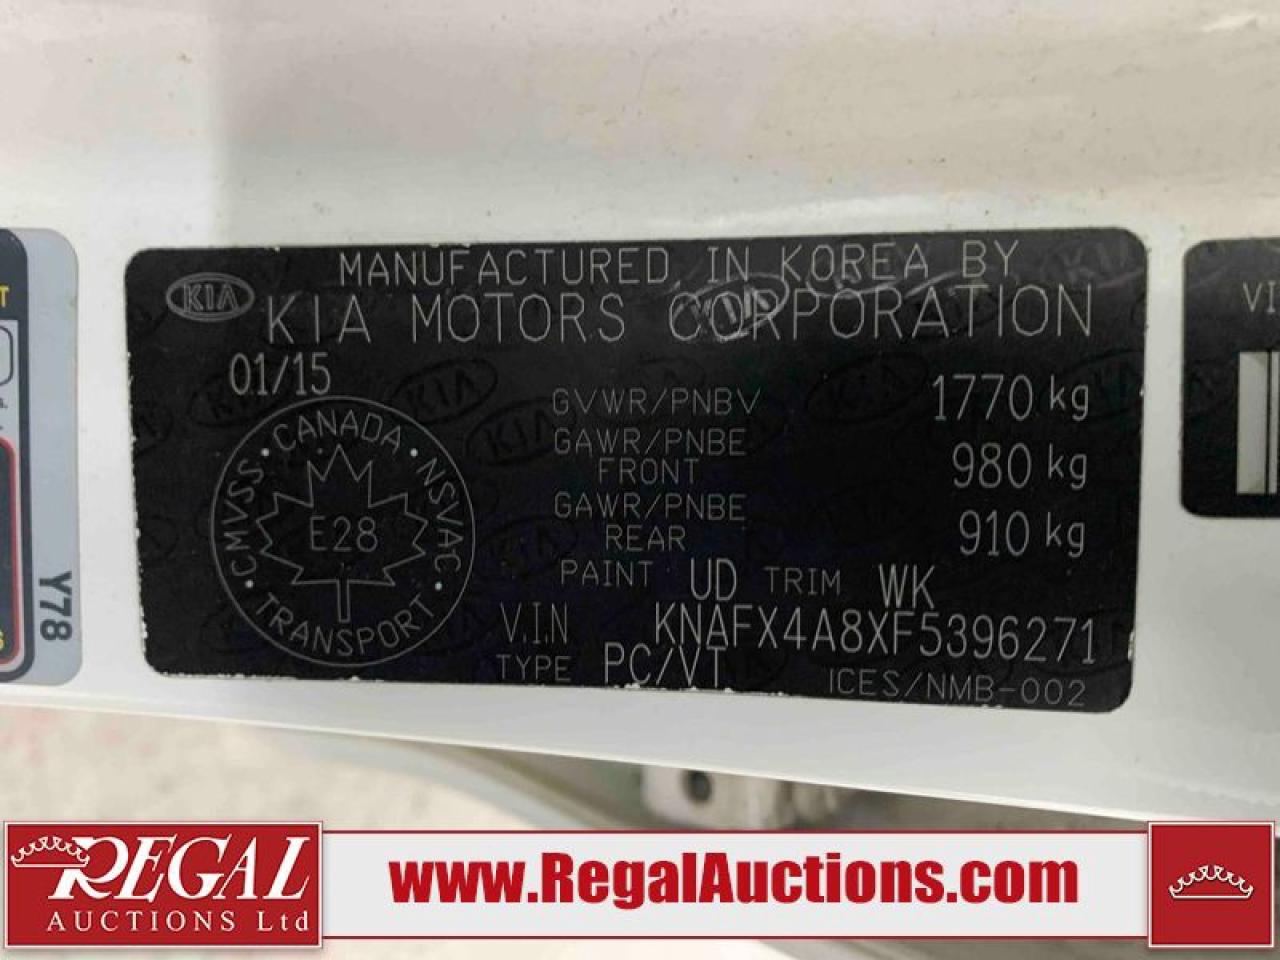 MANUFACTURED IN KOREA BY
KIA KIA MOTORS CORPORATION
01/15
GVWR/PNBV 1770 kg
GAWR/PNBE FRONT 980 kg
GAWR/PNBE REAR 910 kg
CANADA • NSVAC • TRANSPORT • CMVSS •
E28
PAINT UD TRIM WK
V.I.N KNAFX4A8XF5396271
TYPE PC/VT ICES/NMB-002
Y78
VI
REGAL
AUCTIONS Ltd
www.RegalAuctions.com